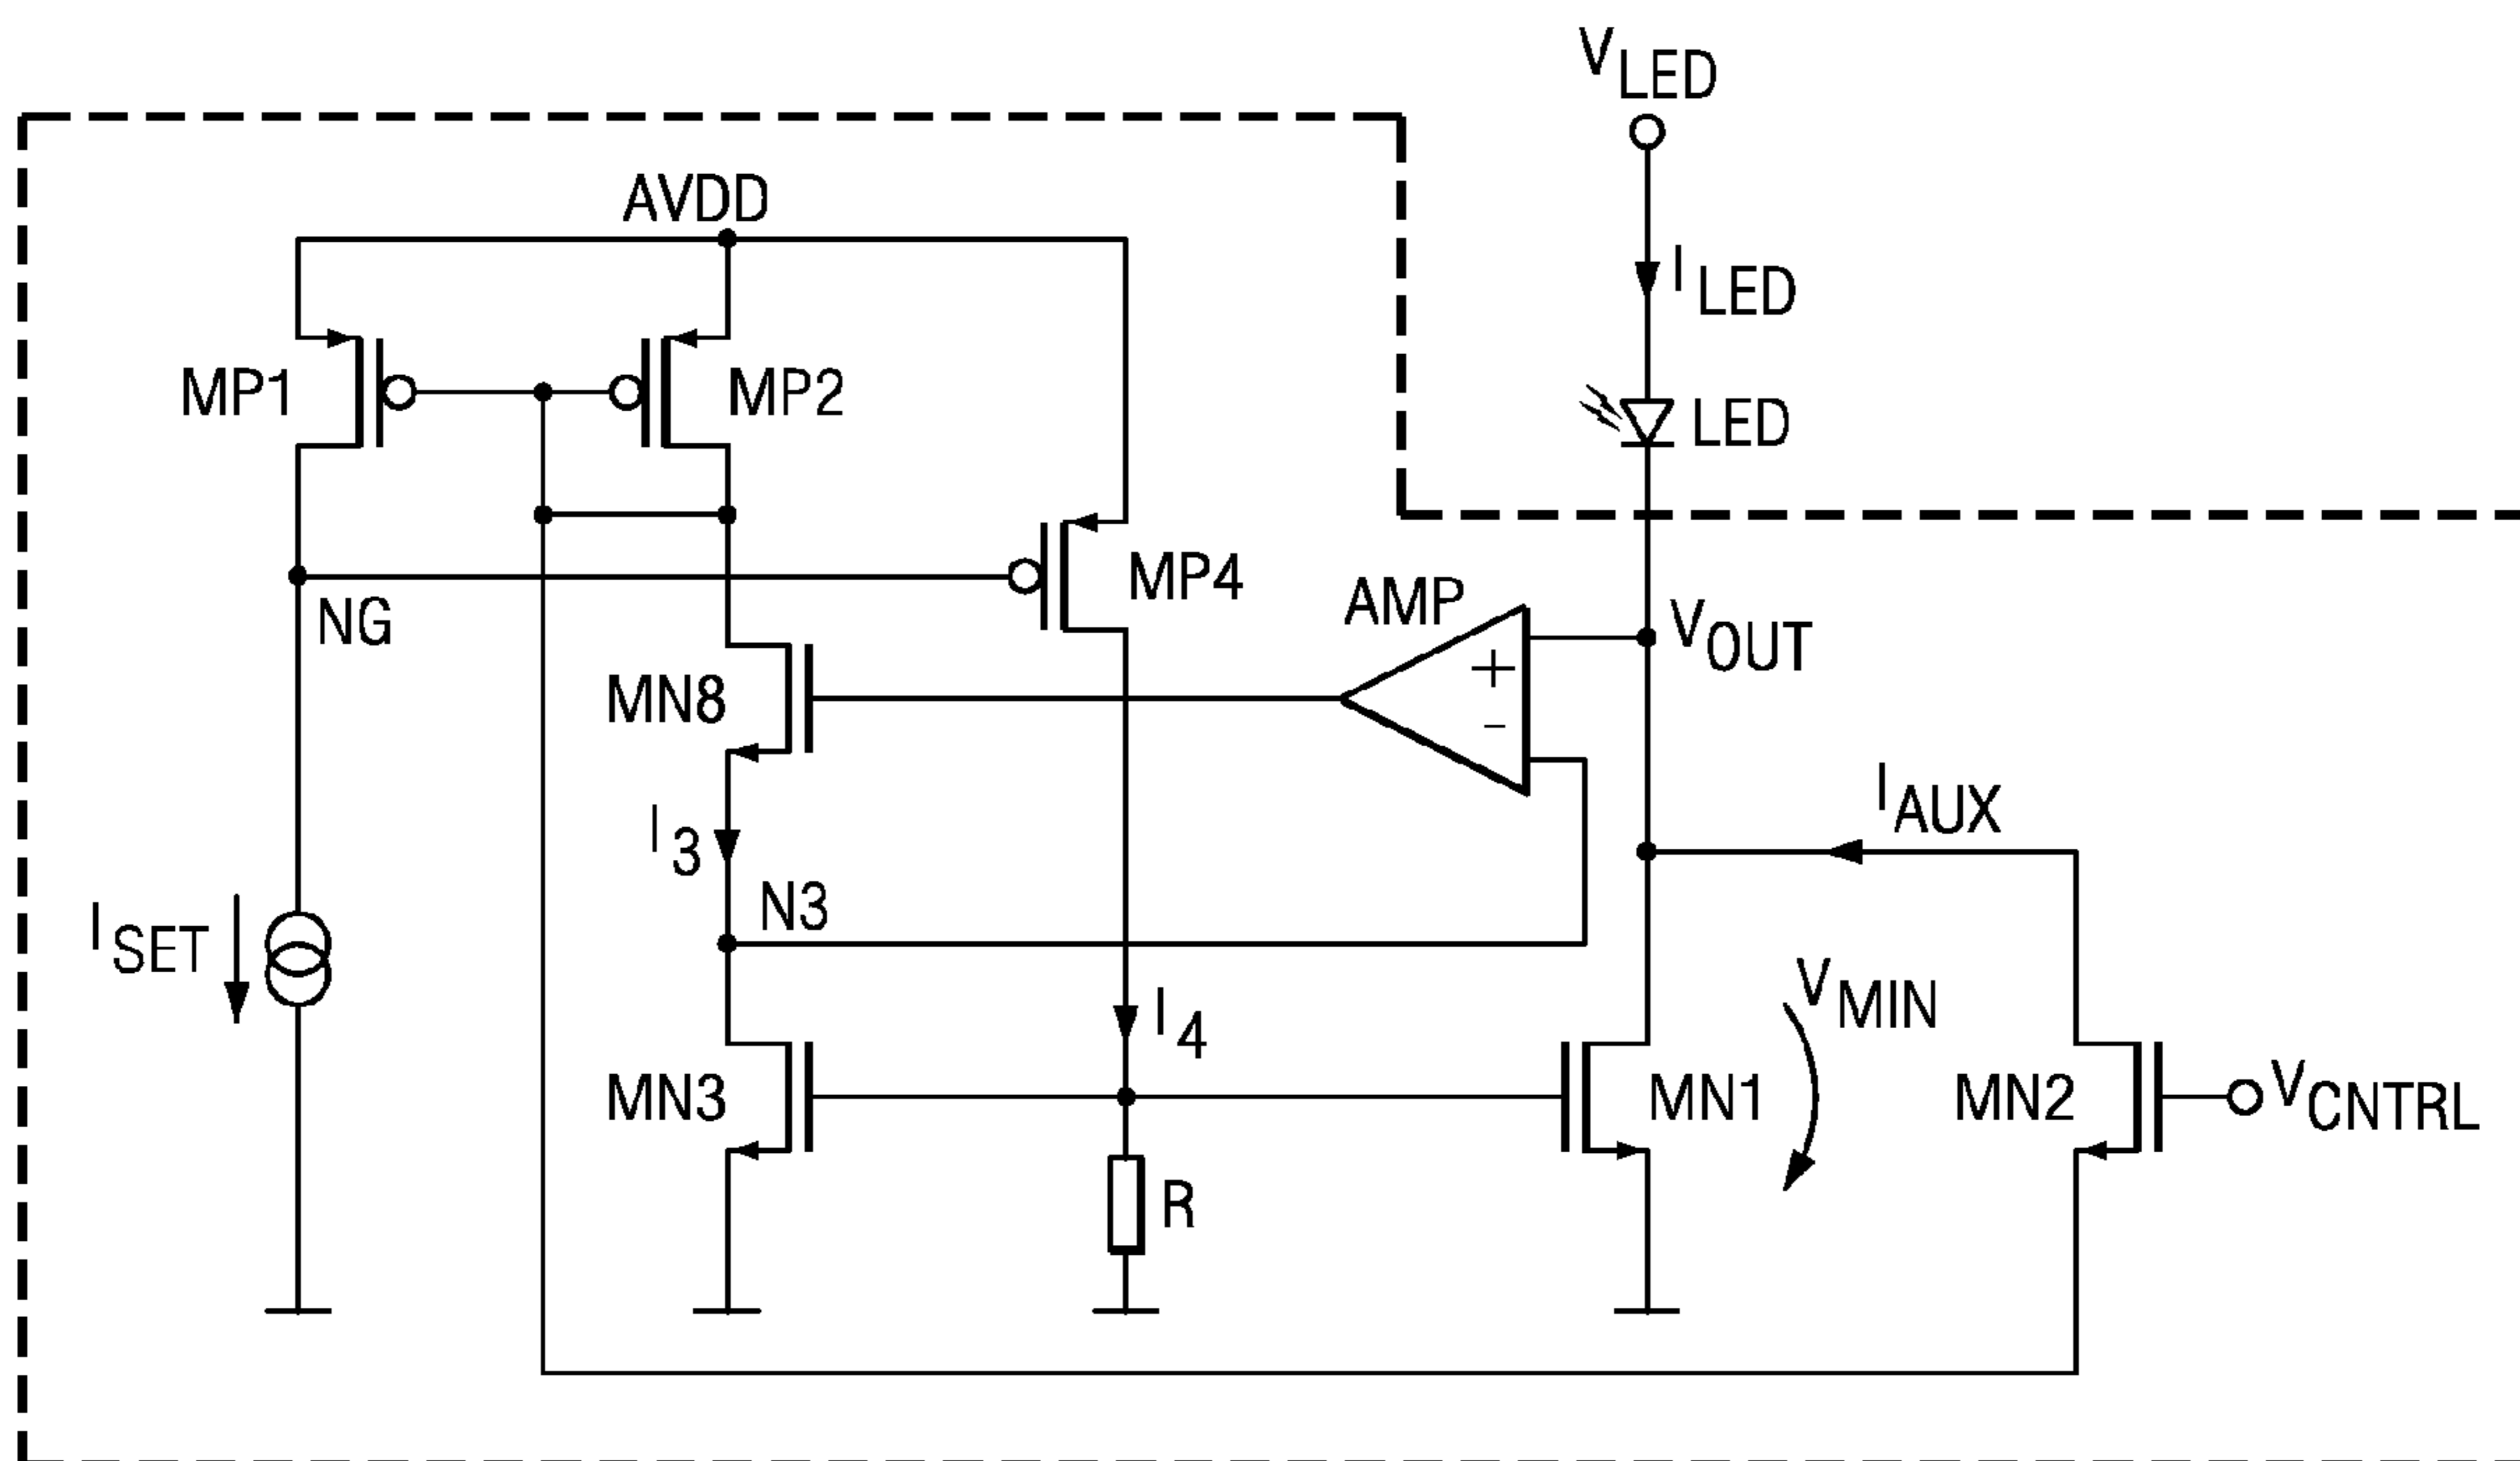 VLED
AVDD
ILED
MP1
MP2
LED
MP4
AMP
NG
+
VOUT
MN8
-
IAUX
I3
N3
ISET
VMIN
I4
MN3
MN1
MN2
VCNTRL
R